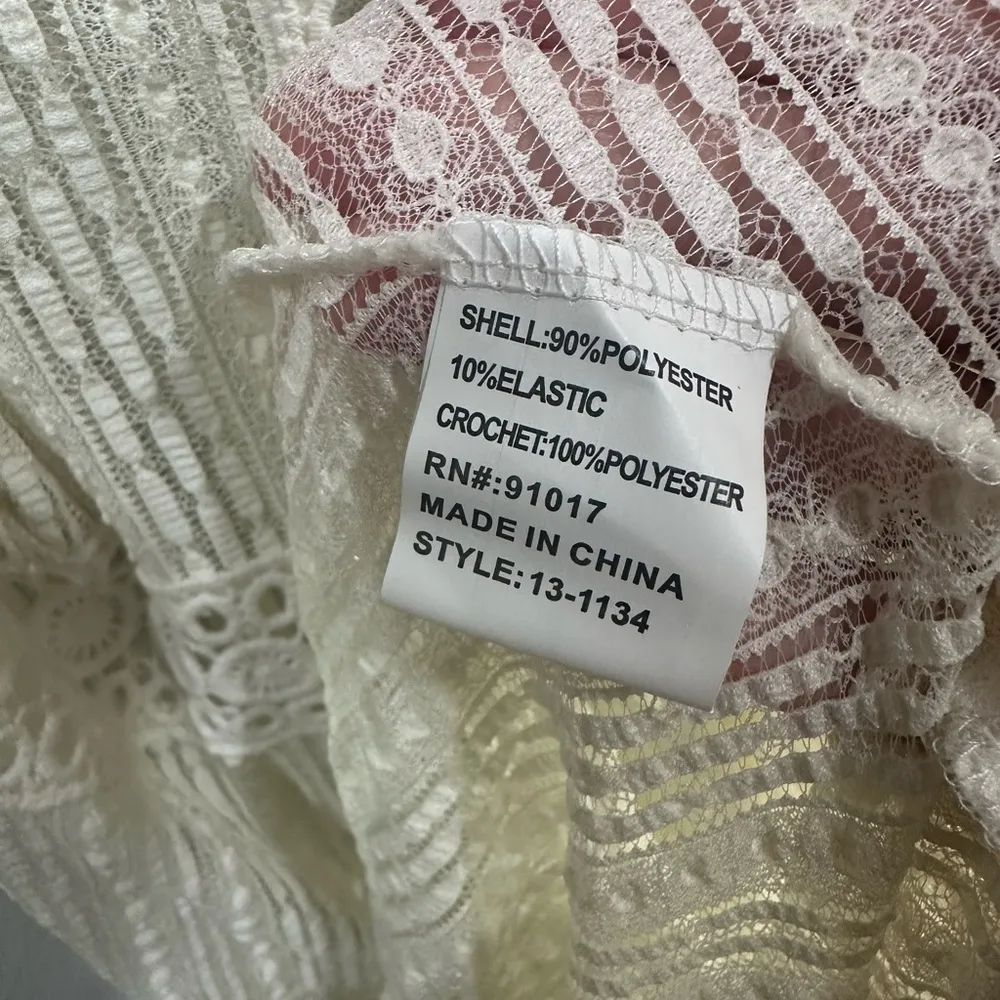 SHELL:90%POLYESTER
10%ELASTIC
CROCHET:100%POLYESTER
RN#:91017
MADE IN CHINA
STYLE:13-1134